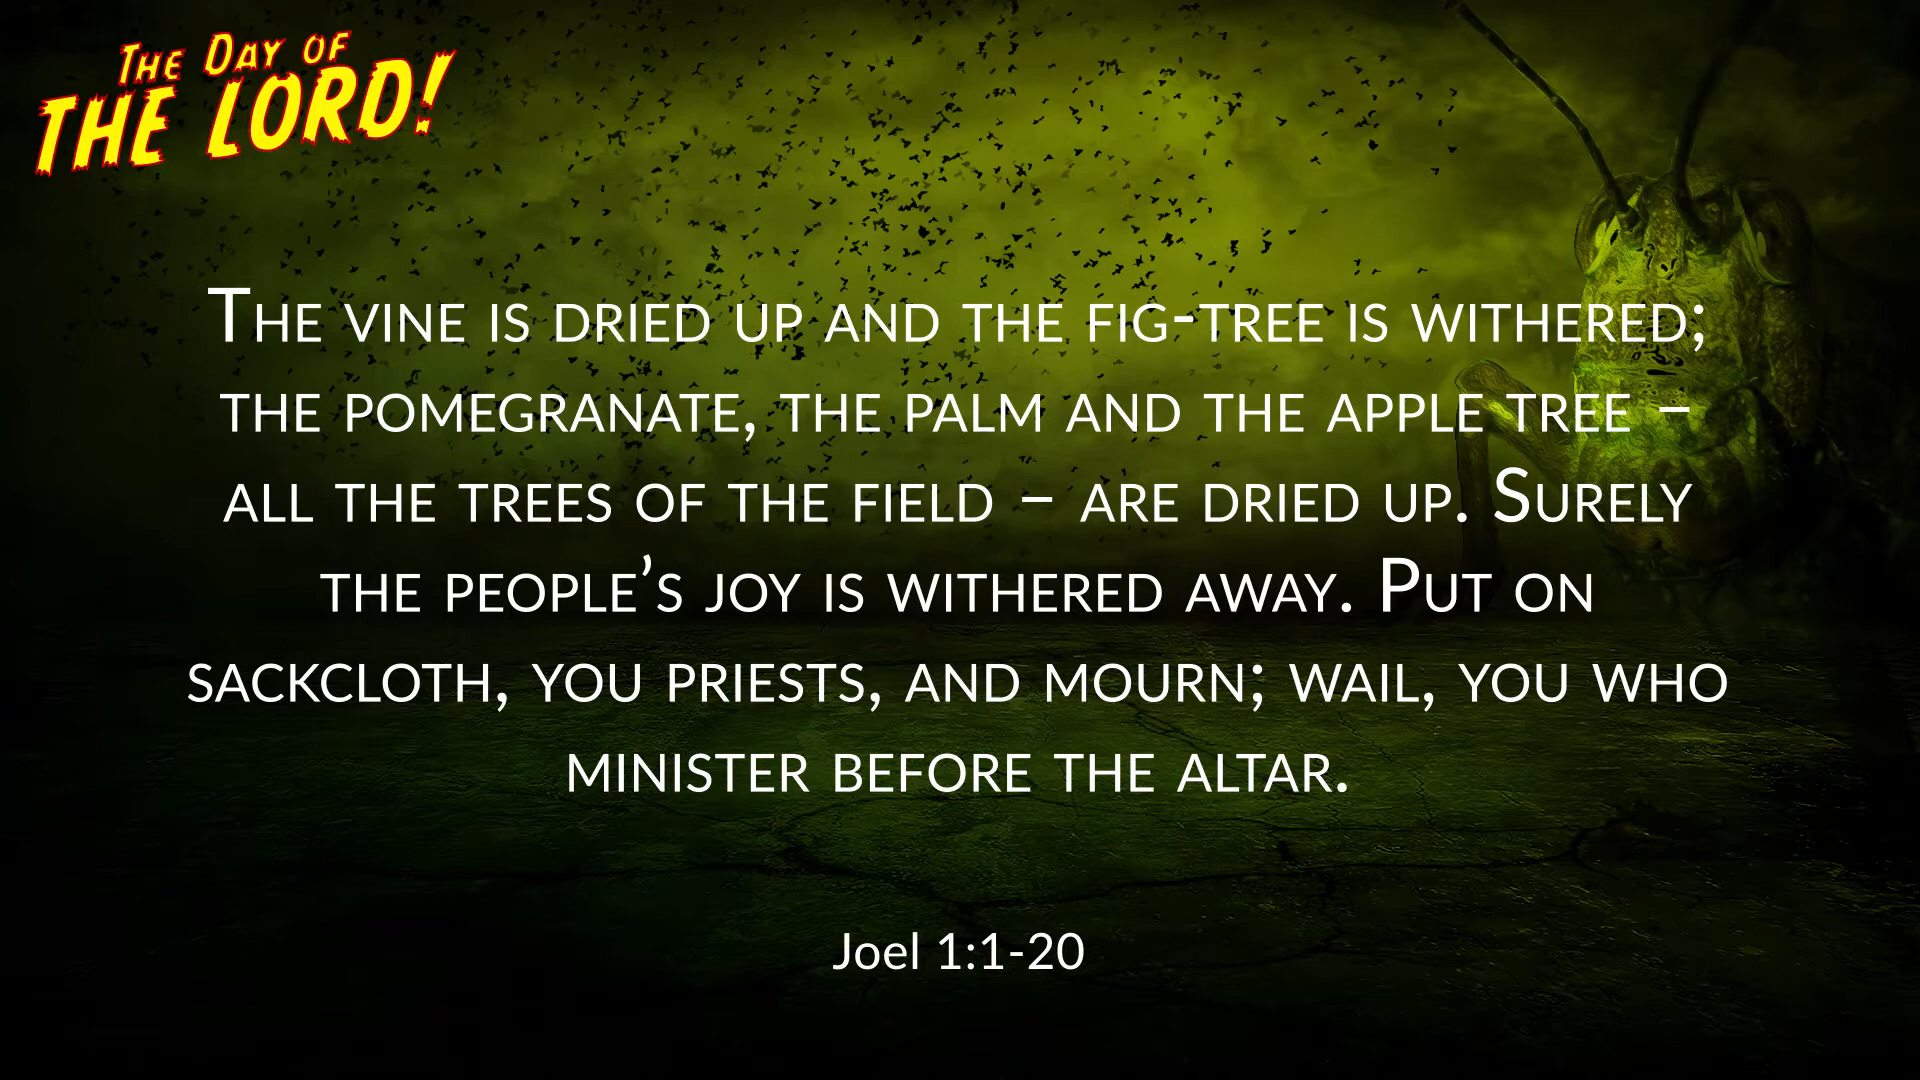 The Day of
THE LORD!
The vine is dried up and the fig-tree is withered;
the pomegranate, the palm and the apple tree –
all the trees of the field – are dried up. Surely
the people’s joy is withered away. Put on
sackcloth, you priests, and mourn; wail, you who
minister before the altar.
Joel 1:1-20